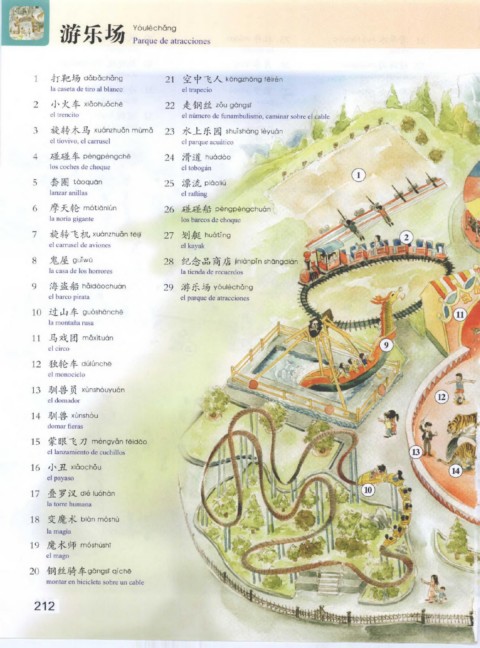 游乐场 Yóulèchǎng
Parque de atracciones
1 打靶场 dǎbǎchǎng
la caseta de tiro al blanco
2 小火车 xiǎohuǒchē
el trencito
3 旋转木马 xuánzhuǎn mùmǎ
el tiovivo, el carrusel
4 碰碰车 pèngpèngchē
los coches de choque
5 套圈 tàoquān
lanzar anillas
6 摩天轮 mótiānlún
la noria gigante
7 旋转飞机 xuánzhuǎn fēijī
el carrusel de aviones
8 鬼屋 guǐwū
la casa de los horrores
9 海盗船 hǎidàochuán
el barco pirata
10 过山车 guòshānchē
la montaña rusa
11 马戏团 mǎxìtuán
el circo
12 独轮车 dúlúnchē
el monociclo
13 驯兽员 xùnshòuyuán
el domador
14 驯兽 xùnshòu
domar fieras
15 蒙眼飞刀 méngyǎn fēidāo
el lanzamiento de cuchillos
16 小丑 xiǎochǒu
el payaso
17 叠罗汉 dié luóhàn
la torre humana
18 变魔术 biàn móshù
la magia
19 魔术师 móshùshī
el mago
20 钢丝骑车 gāngsī qíchē
montar en bicicleta sobre un cable
21 空中飞人 kōngzhōng fēirén
el trapecio
22 走钢丝 zǒu gāngsī
el número de funambulismo, caminar sobre el cable
23 水上乐园 shuǐshàng lèyuán
el parque acuático
24 滑道 huádào
el tobogán
25 漂流 piāoliú
el rafting
26 碰碰船 pèngpèngchuán
los barcos de choque
27 划艇 huátǐng
el kayak
28 纪念品商店 jìniànpǐn shāngdiàn
la tienda de recuerdos
29 游乐场 yóulèchǎng
el parque de atracciones
1
2
11
9
12
13
14
10
212